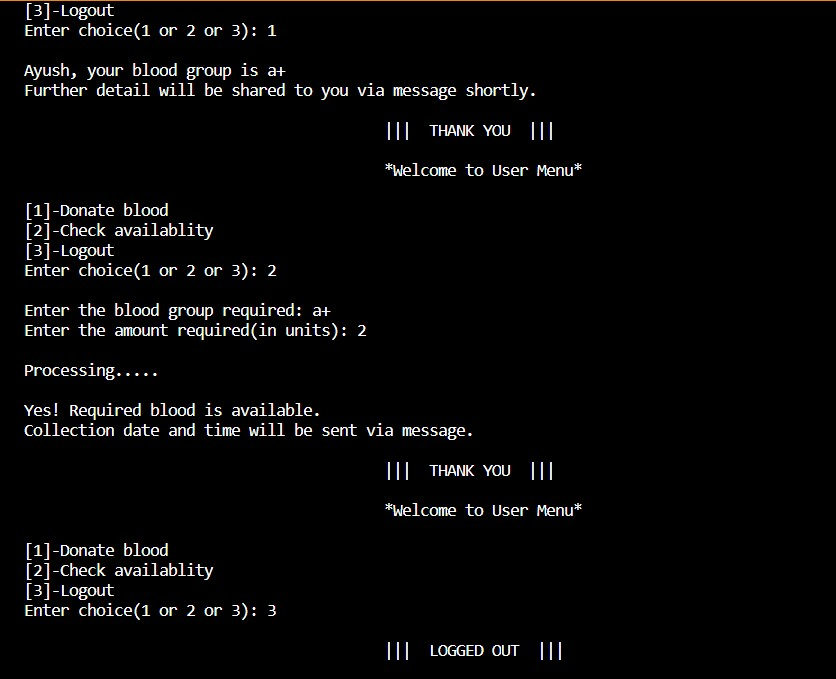 [3]-Logout
Enter choice(1 or 2 or 3): 1
Ayush, your blood group is a+
Further detail will be shared to you via message shortly.
||| THANK YOU |||
*Welcome to User Menu*
[1]-Donate blood
[2]-Check availablity
[3]-Logout
Enter choice(1 or 2 or 3): 2
Enter the blood group required: a+
Enter the amount required(in units): 2
Processing.....
Yes! Required blood is available.
Collection date and time will be sent via message.
||| THANK YOU |||
*Welcome to User Menu*
[1]-Donate blood
[2]-Check availablity
[3]-Logout
Enter choice(1 or 2 or 3): 3
||| LOGGED OUT |||